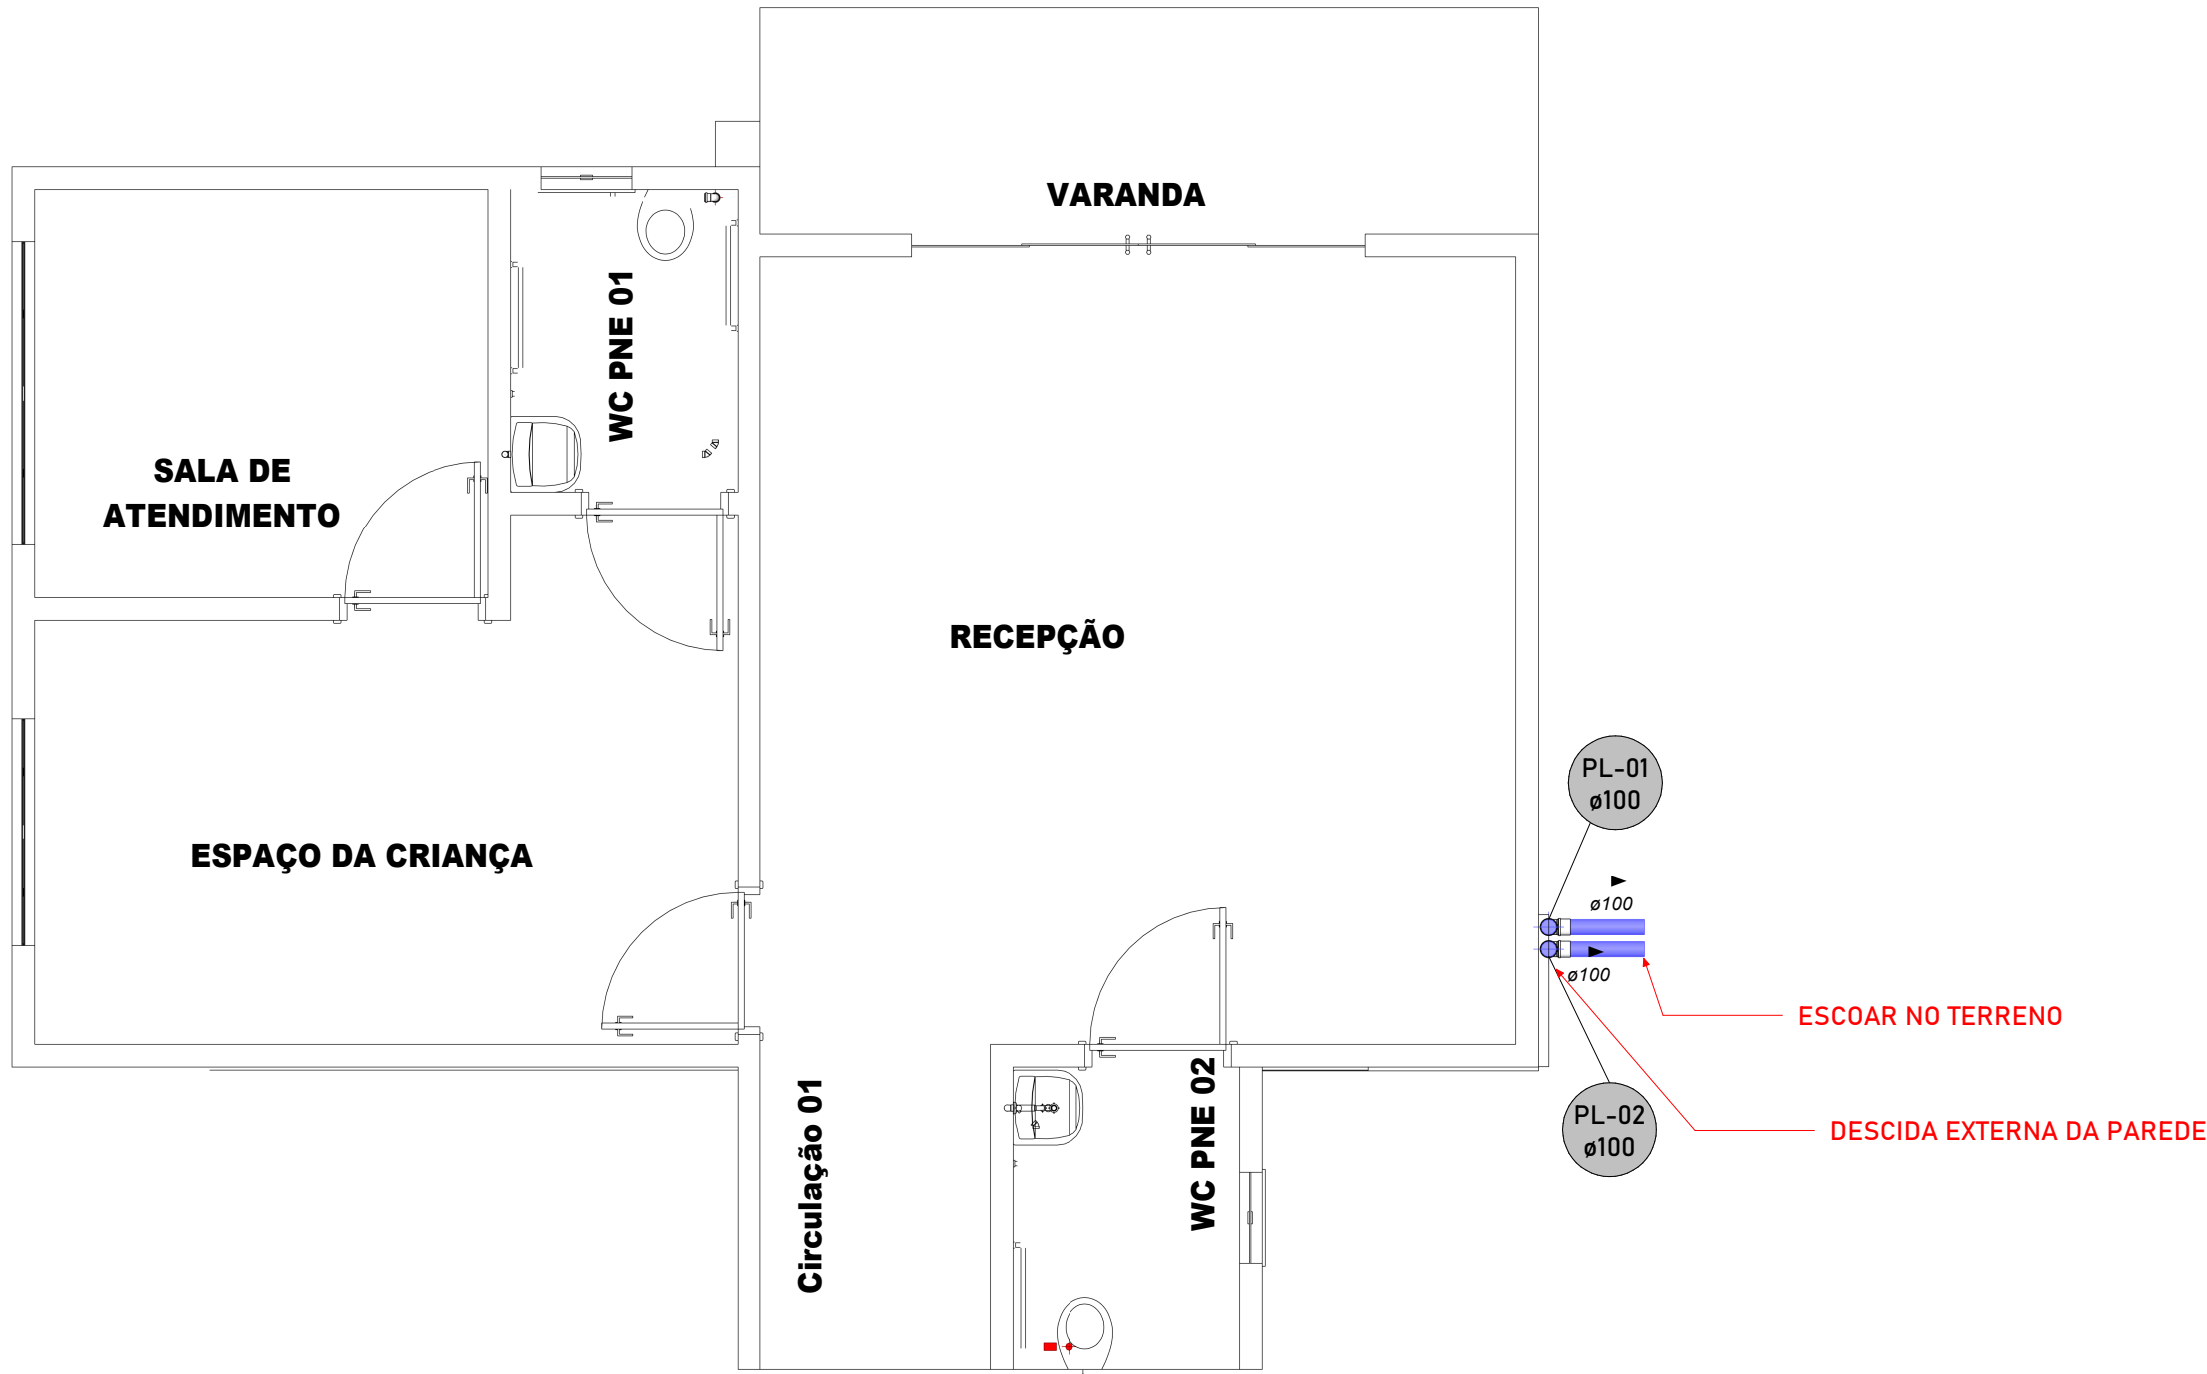 VARANDA
WC PNE 01
SALA DE
ATENDIMENTO
RECEPÇÃO
PL-01
ø100
ESPAÇO DA CRIANÇA
ø100
ø100
ESCOAR NO TERRENO
PL-02
ø100
DESCIDA EXTERNA DA PAREDE
Circulação 01
WC PNE 02